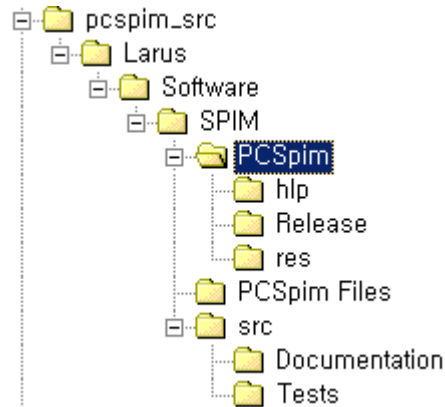 pcspim_src
Larus
Software
SPIM
PCSpim
hlp
Release
res
PCSpim Files
src
Documentation
Tests